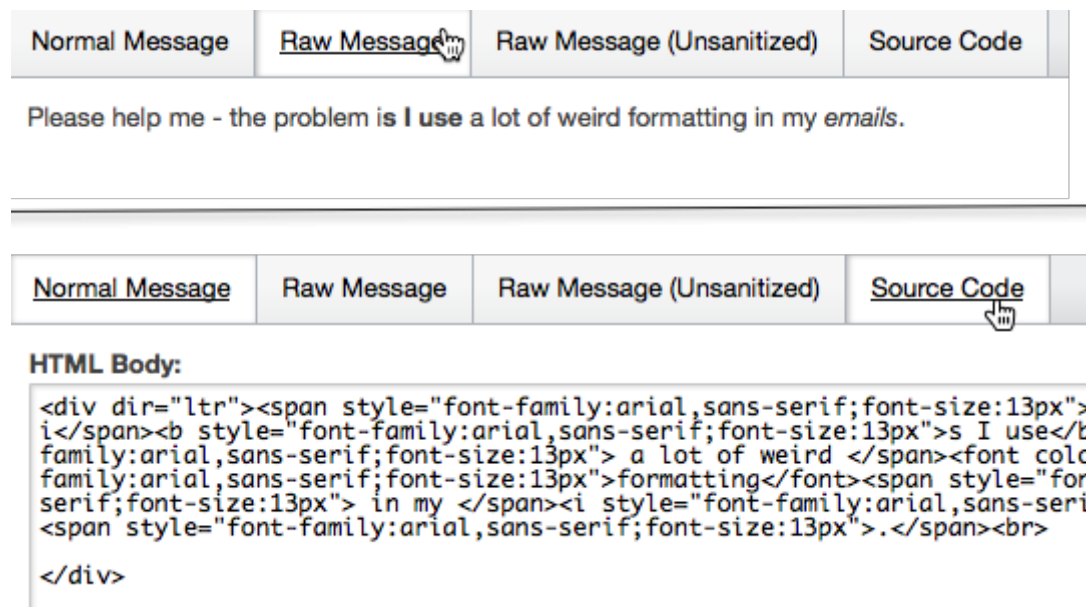 Normal Message Raw Message Raw Message (Unsanitized) Source Code
Please help me - the problem is I use a lot of weird formatting in my emails.
Normal Message Raw Message Raw Message (Unsanitized) Source Code
HTML Body:
<div dir="ltr"><span style="font-family:arial,sans-serif;font-size:13px">
i</span><b style="font-family:arial,sans-serif;font-size:13px">s I use</b
family:arial,sans-serif;font-size:13px"> a lot of weird </span><font colo
family:arial,sans-serif;font-size:13px">formatting</font><span style="for
serif;font-size:13px"> in my </span><i style="font-family:arial,sans-seri
<span style="font-family:arial,sans-serif;font-size:13px">.</span><br>
</div>